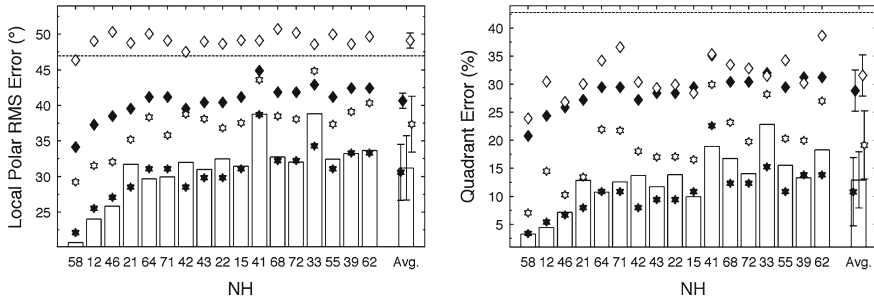 Local Polar RMS Error (°)
50
45
40
35
30
25
58 12 46 21 64 71 42 43 22 15 41 68 72 33 55 39 62 Avg.
NH
Quadrant Error (%)
40
35
30
25
20
15
10
5
58 12 46 21 64 71 42 43 22 15 41 68 72 33 55 39 62 Avg.
NH